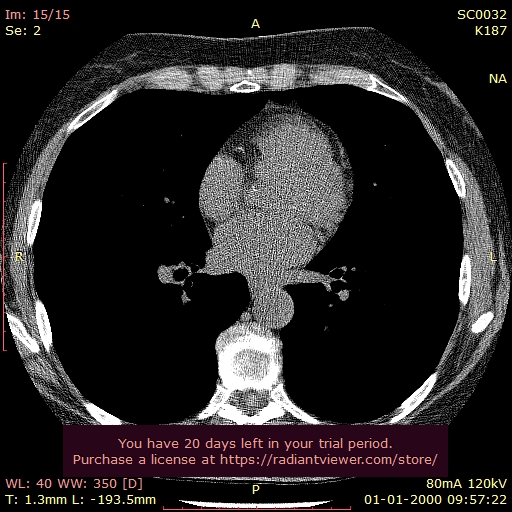 Im: 15/15
Se: 2
A
SC0032
K187
NA
R
L
You have 20 days left in your trial period.
Purchase a license at https://radiantviewer.com/store/
WL: 40 WW: 350 [D]
T: 1.3mm L: -193.5mm
P
80mA 120kV
01-01-2000 09:57:22